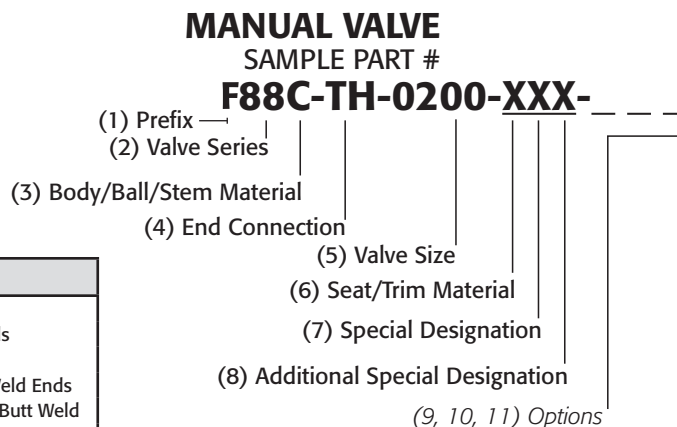 MANUAL VALVE
SAMPLE PART #
F88C-TH-0200-XXX-
(1) Prefix
(2) Valve Series
(3) Body/Ball/Stem Material
(4) End Connection
(5) Valve Size
(6) Seat/Trim Material
(7) Special Designation
(8) Additional Special Designation
(9, 10, 11) Options
Ends
Butt Weld